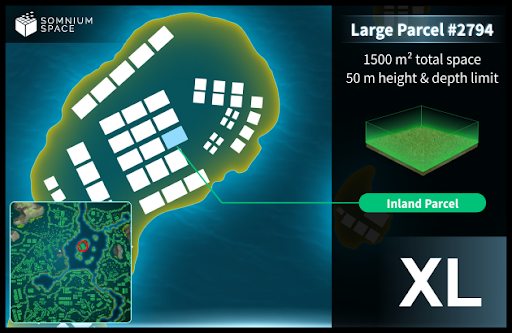 SOMNIUM
SPACE
Large Parcel #2794
1500 m² total space
50 m height & depth limit
Inland Parcel
XL